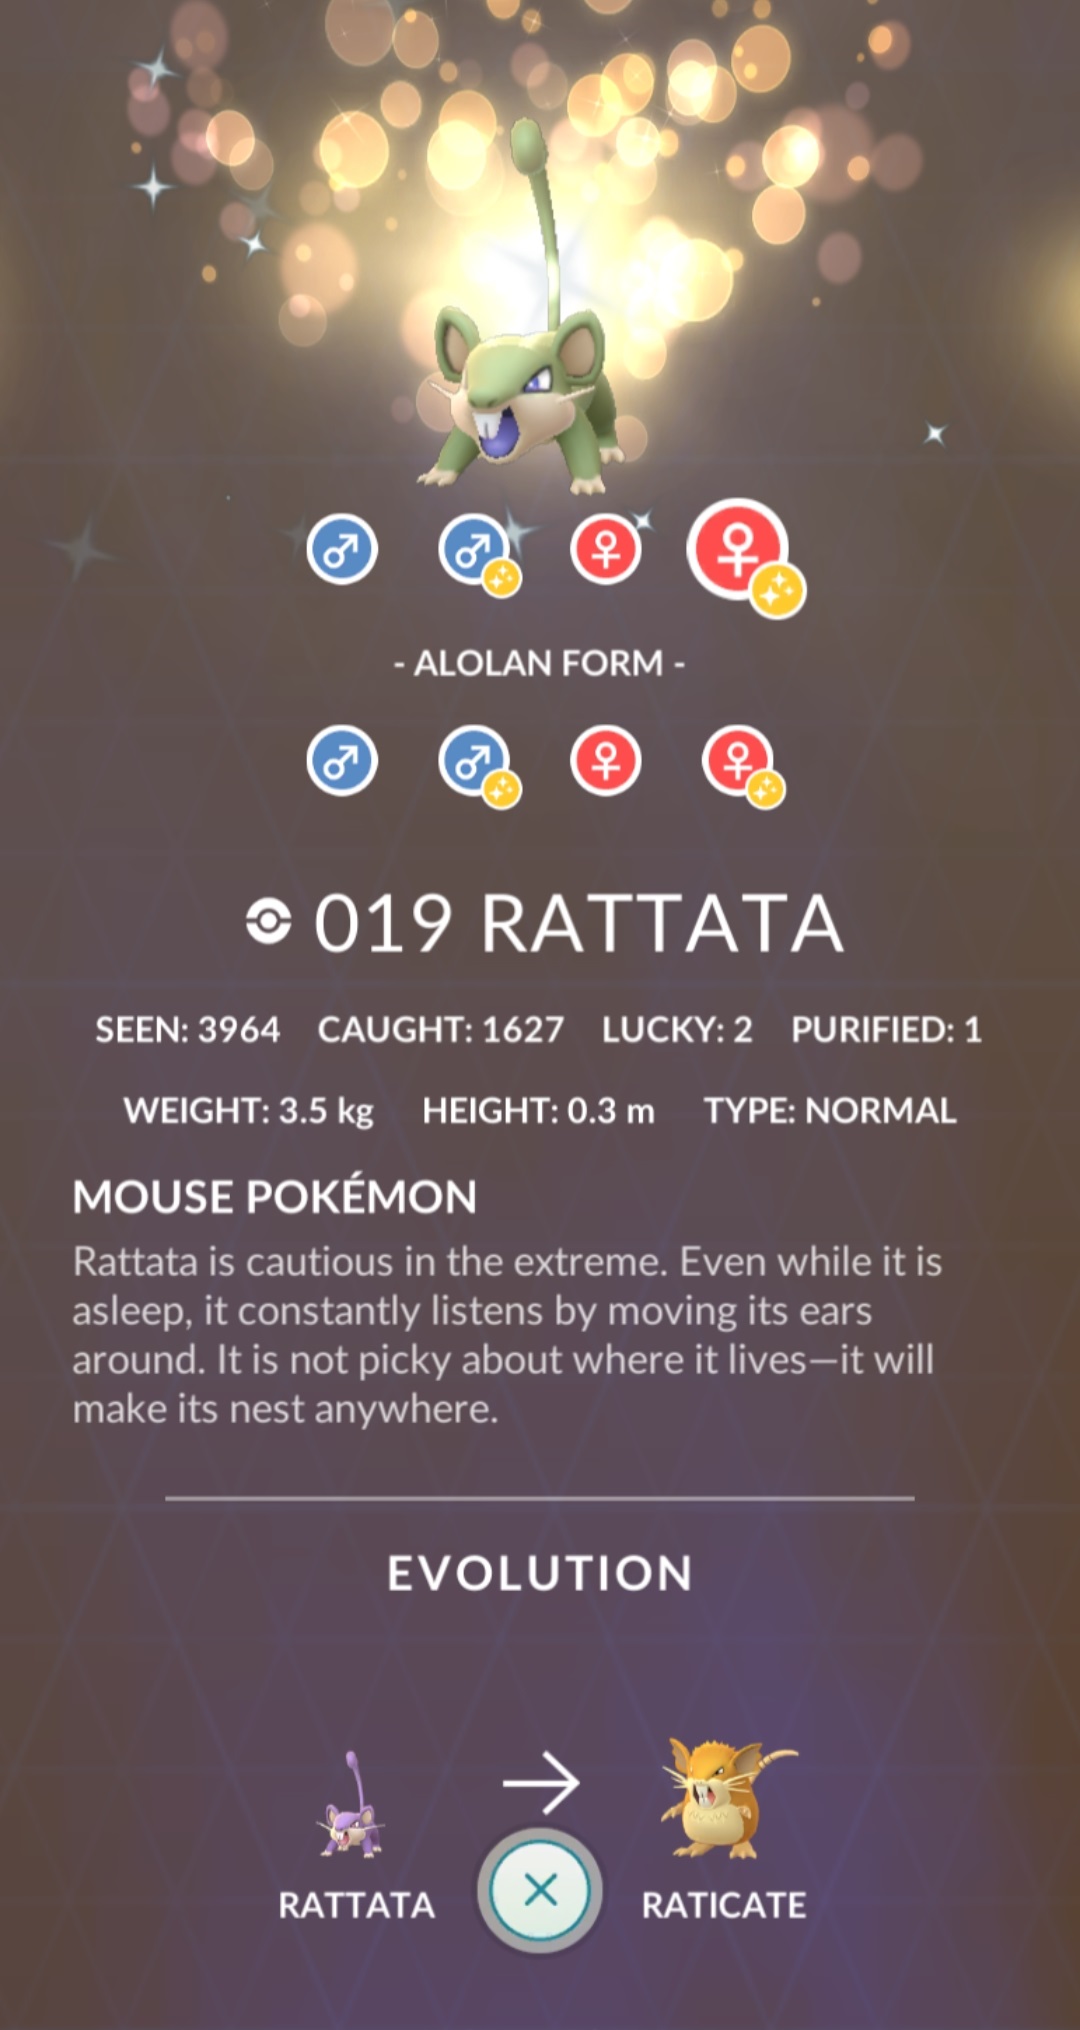 - ALOLAN FORM -
019 RATTATA
SEEN: 3964 CAUGHT: 1627 LUCKY: 2 PURIFIED: 1
WEIGHT: 3.5 kg HEIGHT: 0.3 m TYPE: NORMAL
MOUSE POKÉMON
Rattata is cautious in the extreme. Even while it is
asleep, it constantly listens by moving its ears
around. It is not picky about where it lives—it will
make its nest anywhere.
EVOLUTION
RATTATA RATICATE